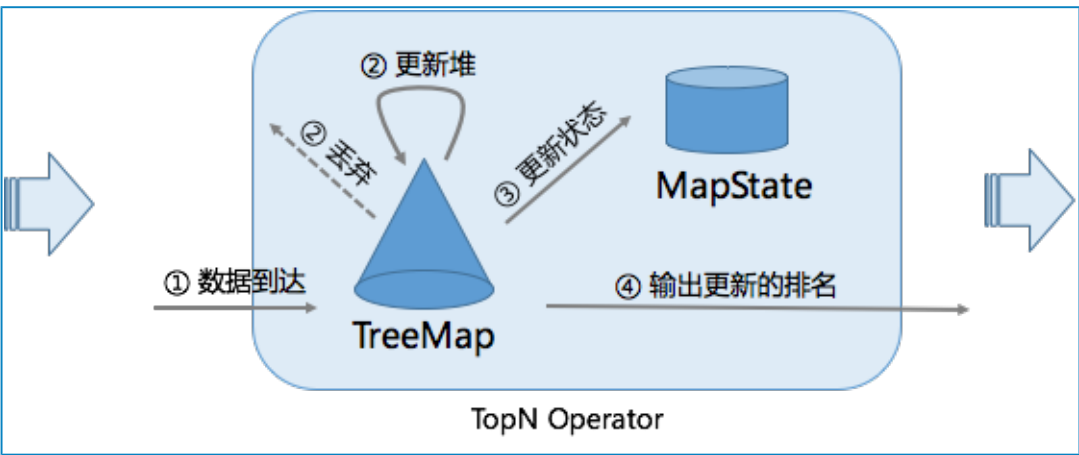 ② 更新堆
② 丢弃
③ 更新状态
MapState
① 数据到达
④ 输出更新的排名
TreeMap
TopN Operator